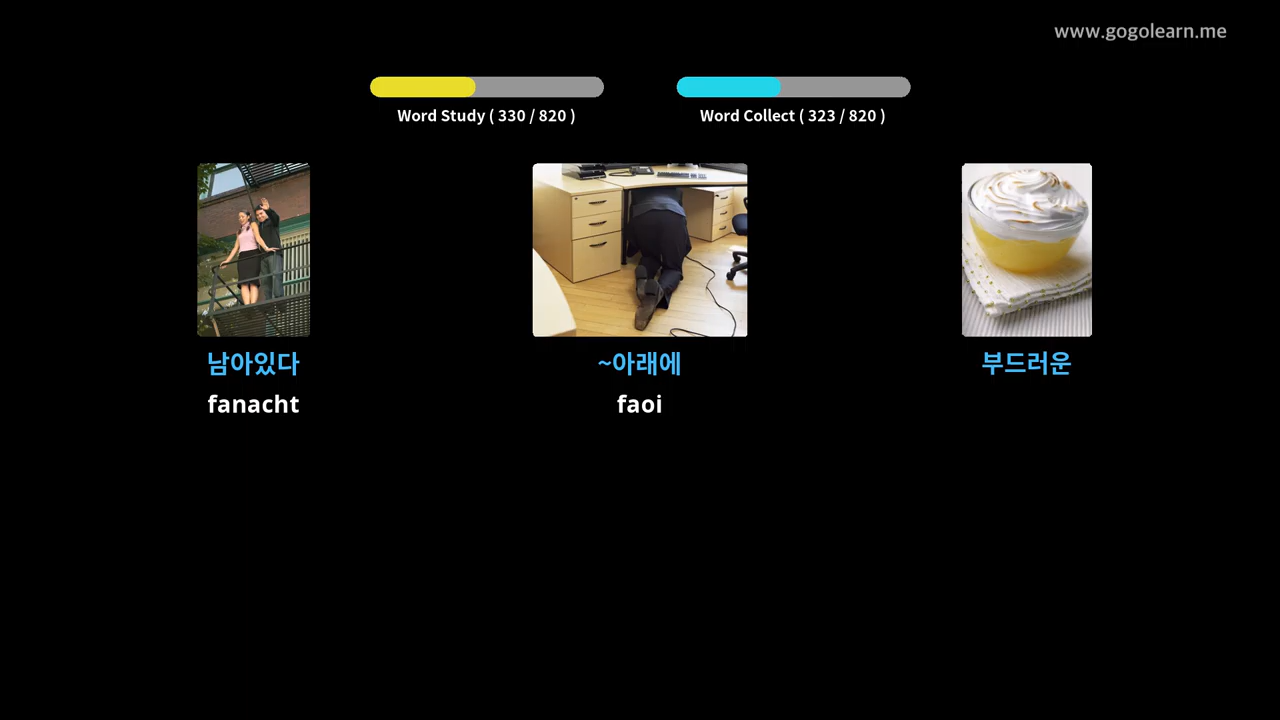 www.gogolearn.me
Word Study ( 330 / 820 )
Word Collect ( 323 / 820 )
남아있다
~아래에
부드러운
fanacht
faoi